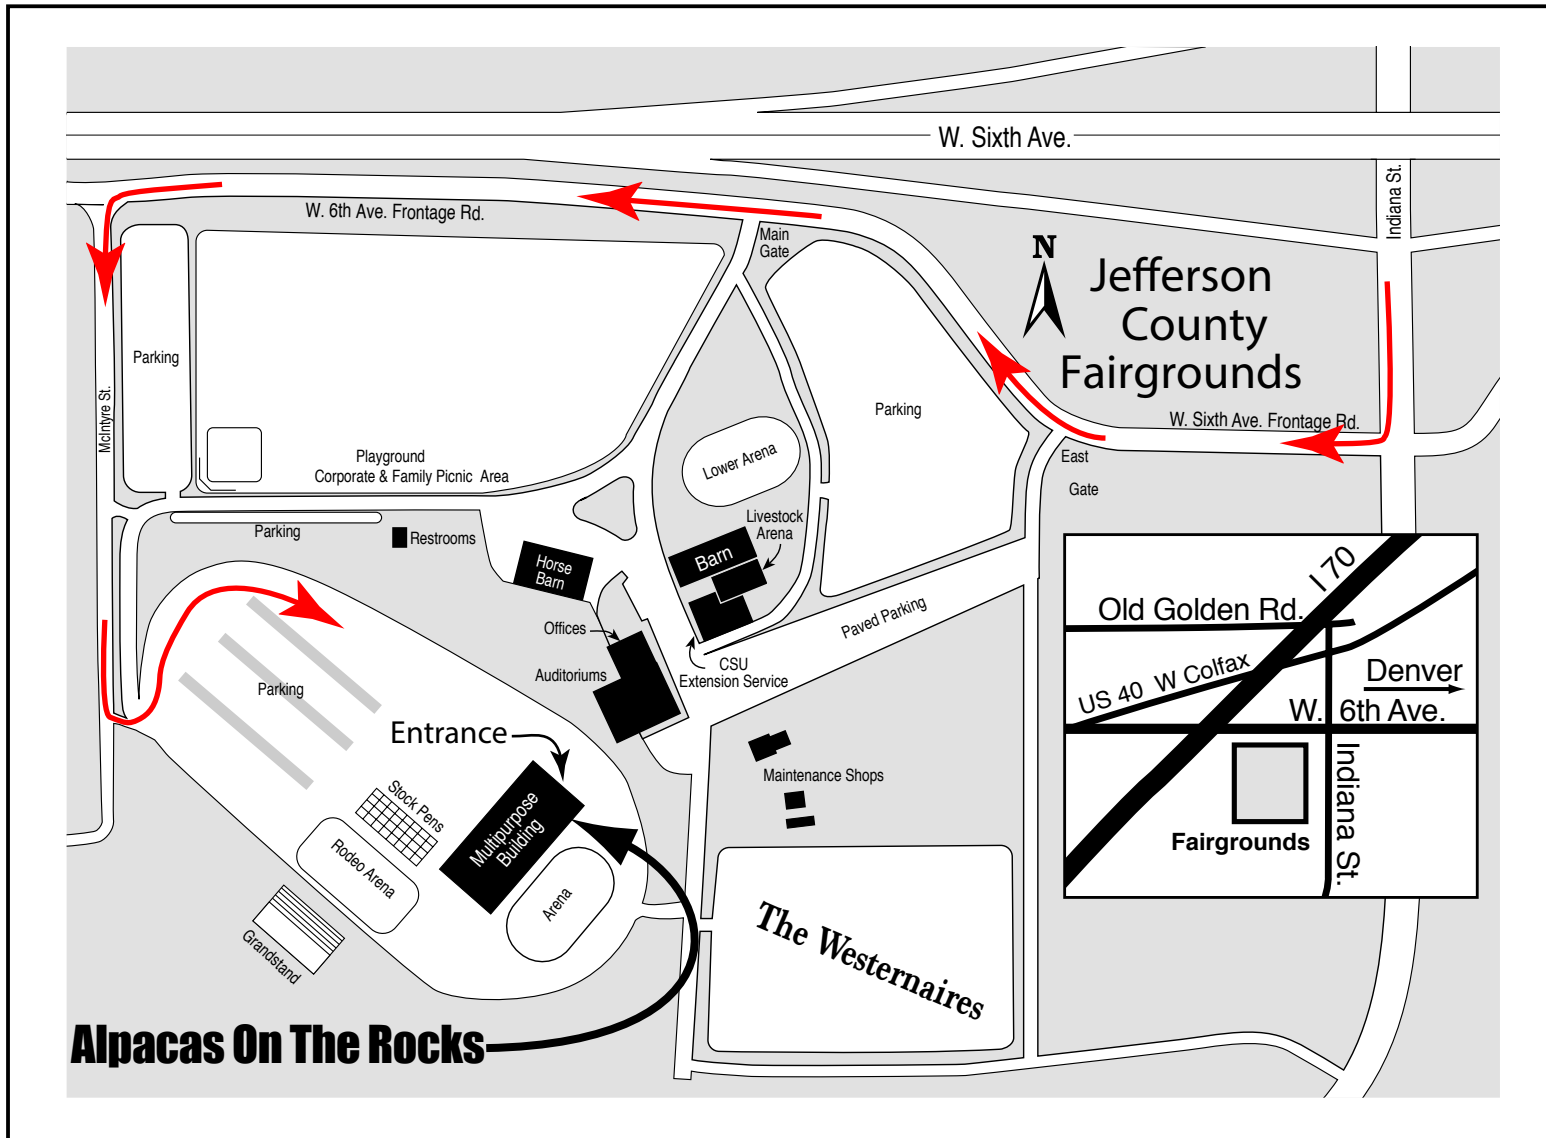 W. Sixth Ave.
Indiana St.
W. 6th Ave. Frontage Rd.
Main
Gate
N
Jefferson
County
Fairgrounds
Parking
McIntyre St.
Parking
W. Sixth Ave. Frontage Rd.
Playground
Corporate & Family Picnic Area
Lower Arena
East
Gate
Parking
Restrooms
Livestock
Arena
Barn
Horse
Barn
Offices
Auditoriums
CSU
Extension Service
Paved Parking
Parking
Entrance
Maintenance Shops
Stock Pens
Multipurpose
Building
Rodeo Arena
Arena
Grandstand
The Westernaires
Alpacas On The Rocks
I 70
Old Golden Rd.
US 40 W Colfax
Denver
W. 6th Ave.
Indiana St.
Fairgrounds